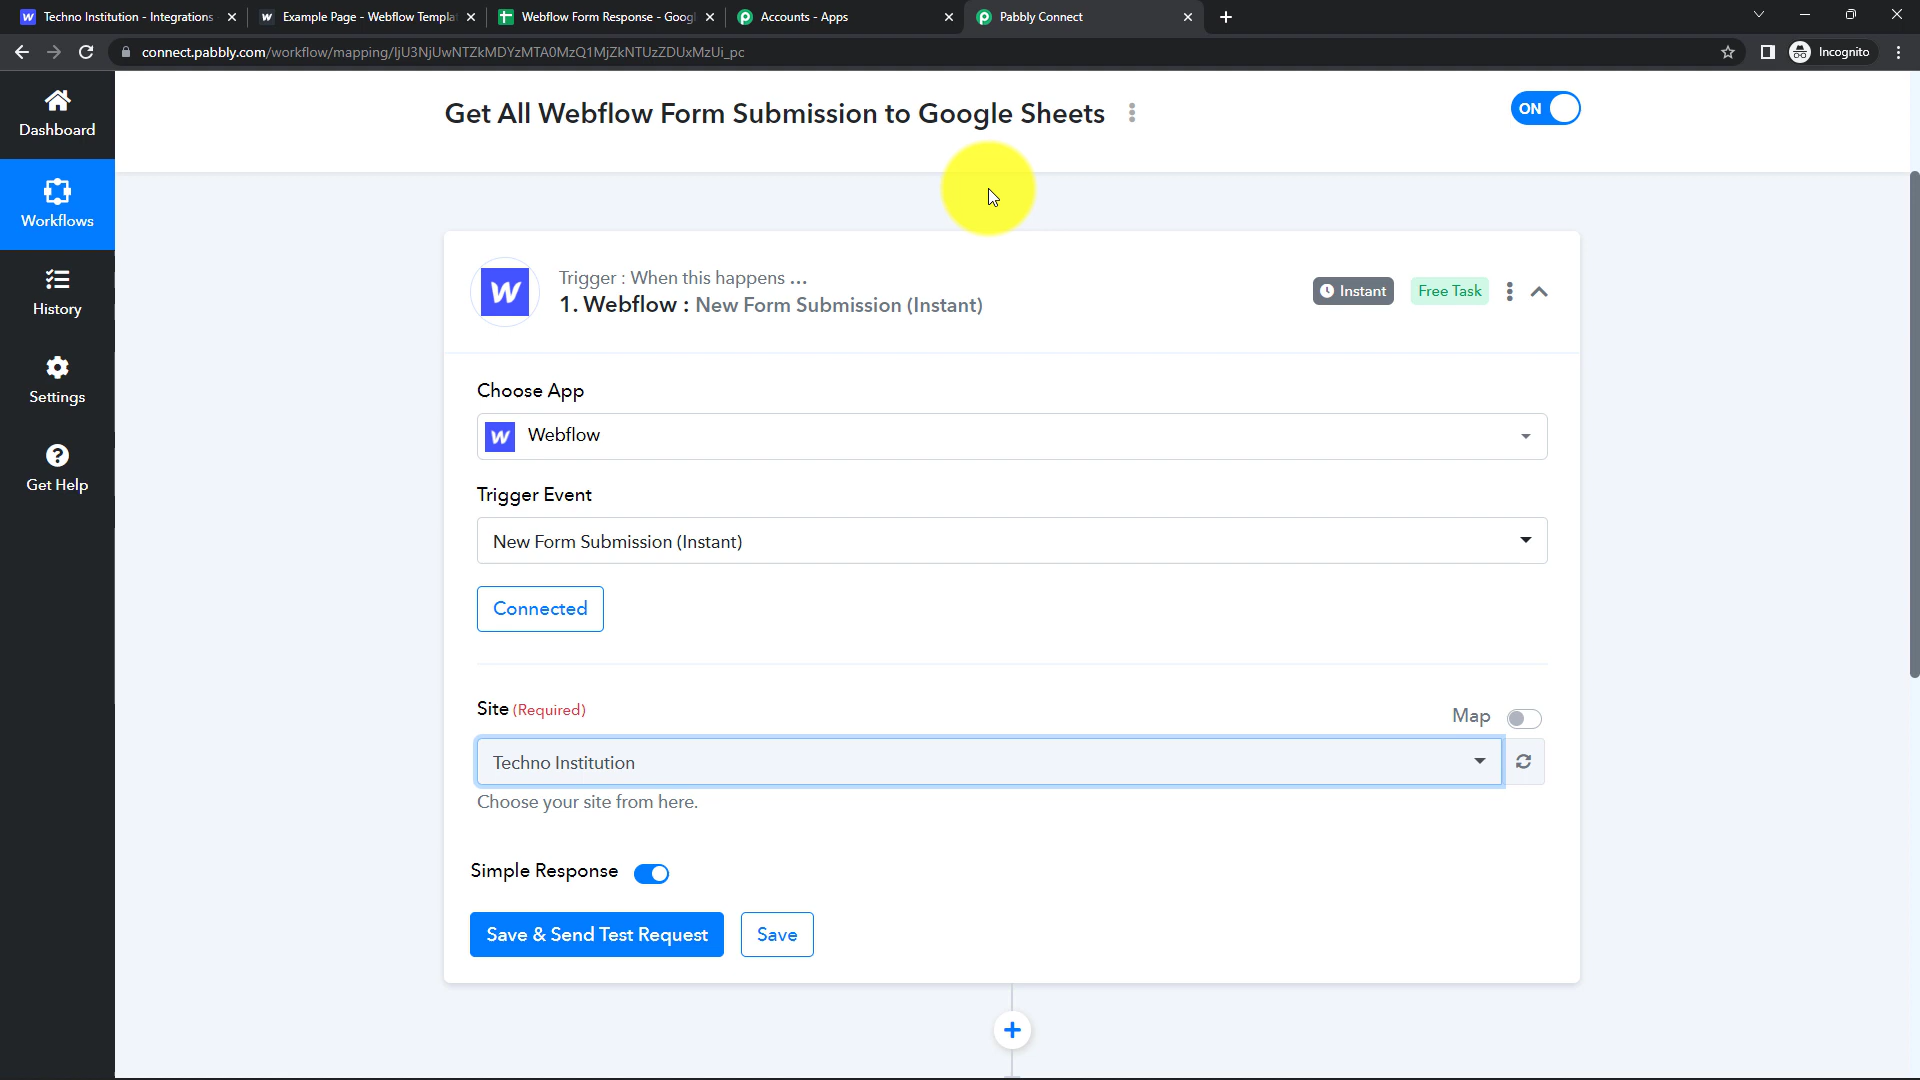 Techno Institution - Integrations
Example Page - Webflow Templat
Webflow Form Response - Googl
Accounts - Apps
Pabbly Connect
connect.pabbly.com/workflow/mapping/IjU3NjUwNTZkMDYzMTA0MzQ1MjZkNTUzZDUxMzUi_pc
Incognito
Dashboard
Workflows
History
Settings
Get Help
Get All Webflow Form Submission to Google Sheets
ON
Trigger : When this happens ...
1. Webflow : New Form Submission (Instant)
Instant
Free Task
Choose App
Webflow
Trigger Event
New Form Submission (Instant)
Connected
Site (Required)
Map
Techno Institution
Choose your site from here.
Simple Response
Save & Send Test Request
Save